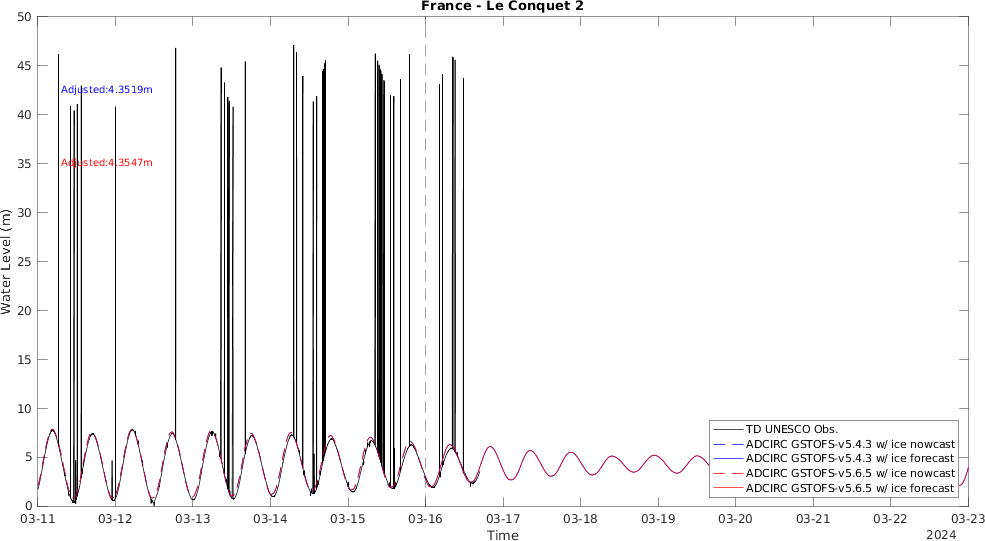 France - Le Conquet 2
50
45
40
35
30
25
20
15
10
5
0
Water Level (m)
Adjusted:4.3519m
Adjusted:4.3547m
TD UNESCO Obs.
ADCIRC GSTOFS-v5.4.3 w/ ice nowcast
ADCIRC GSTOFS-v5.4.3 w/ ice forecast
ADCIRC GSTOFS-v5.6.5 w/ ice nowcast
ADCIRC GSTOFS-v5.6.5 w/ ice forecast
03-11 03-12 03-13 03-14 03-15 03-16 03-17 03-18 03-19 03-20 03-21 03-22 03-23
Time
2024